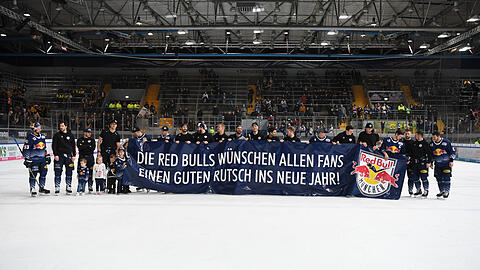 DIE RED BULLS WÜNSCHEN ALLEN FANS
EINEN GUTEN RUTSCH INS NEUE JAHR!
Red Bull
MÜNCHEN